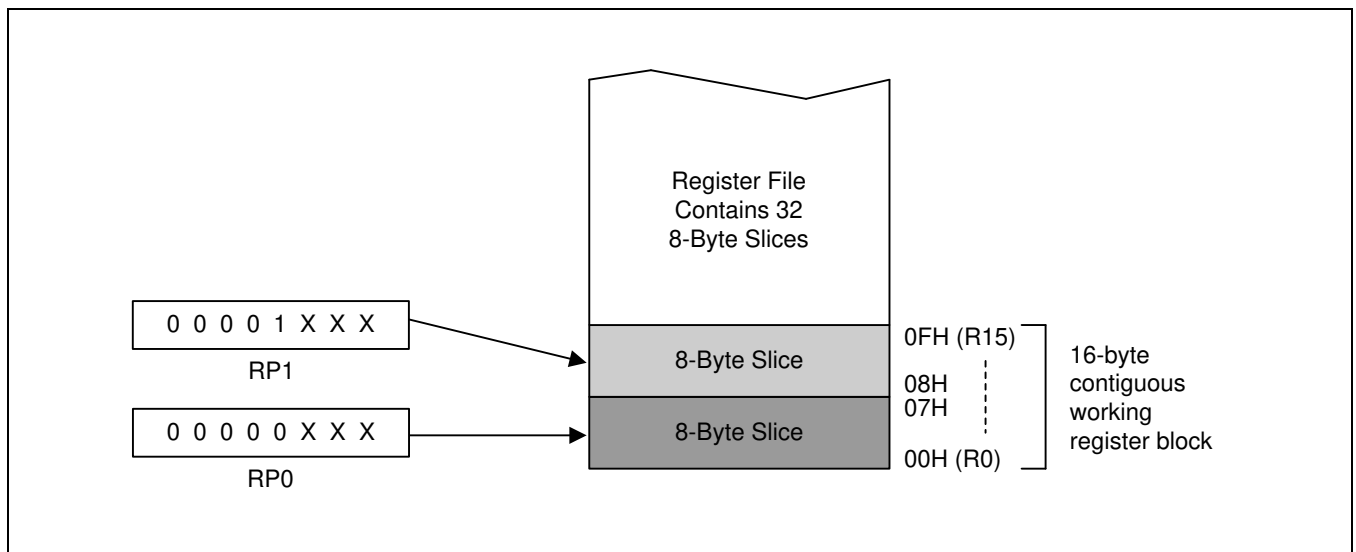 Register File
Contains 32
8-Byte Slices
0 0 0 0 1 X X X
RP1
8-Byte Slice
0FH (R15)
08H
16-byte
contiguous
working
register block
0 0 0 0 0 X X X
RP0
8-Byte Slice
07H
00H (R0)